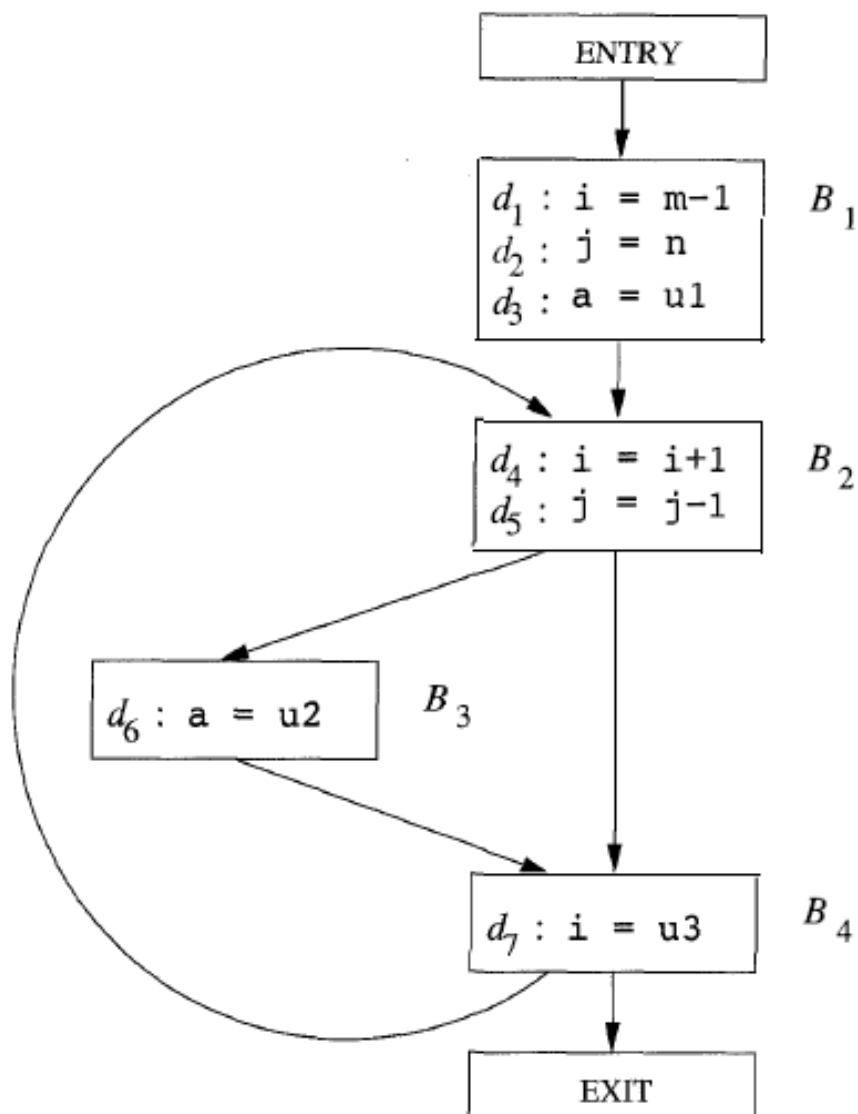 ENTRY
d1 : i = m-1
d2 : j = n
d3 : a = u1
B1
d4 : i = i+1
d5 : j = j-1
B2
d6 : a = u2
B3
d7 : i = u3
B4
EXIT